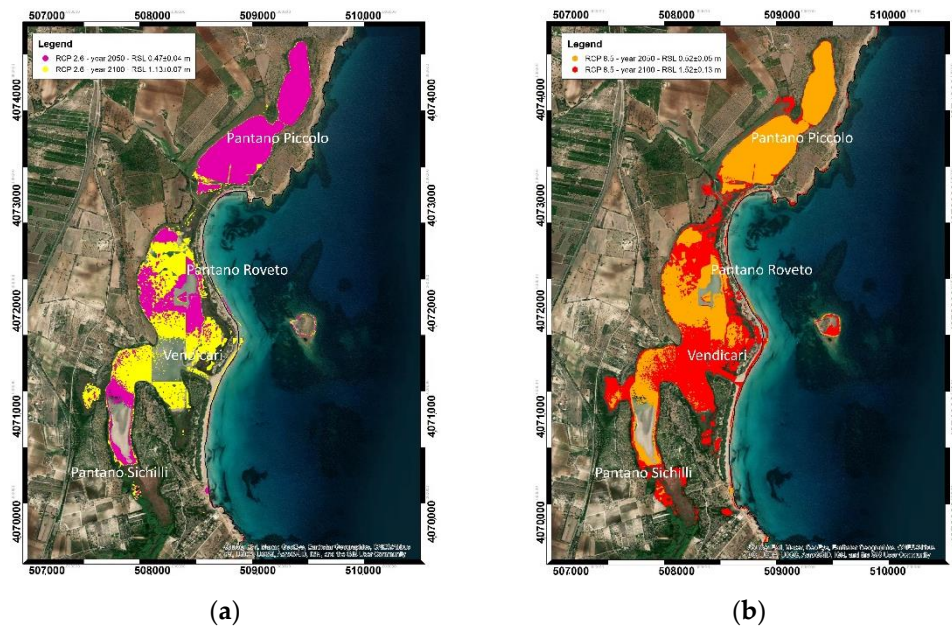 507000 508000 509000 510000
507000 508000 509000 510000
Legend
RCP 2.6 - year 2050 - RSL 0.47±0.04 m
RCP 2.6 - year 2100 - RSL 1.13±0.07 m
Legend
RCP 8.5 - year 2050 - RSL 0.52±0.05 m
RCP 8.5 - year 2100 - RSL 1.52±0.13 m
4074000
4074000
Pantano Piccolo
Pantano Piccolo
4073000
4073000
Pantano Roveto
Pantano Roveto
4072000
4072000
Vendicari
Vendicari
4071000
4071000
Pantano Sichilli
Pantano Sichilli
4070000
4070000
507000 508000 509000 510000
507000 508000 509000 510000
(a)
(b)